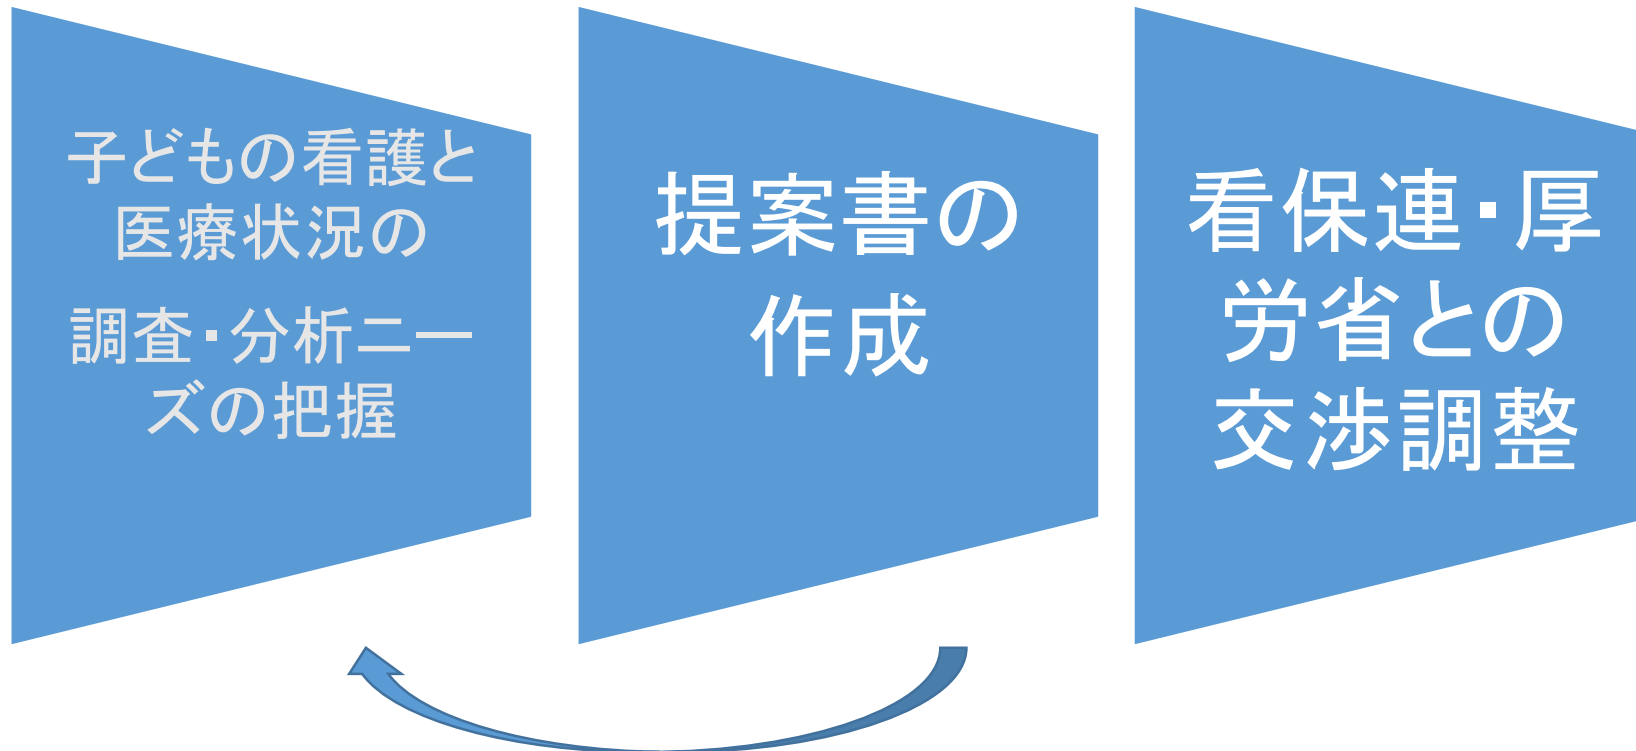 子どもの看護と
医療状況の
調査・分析ニー
ズの把握
提案書の
作成
看保連・厚
労省との
交渉調整